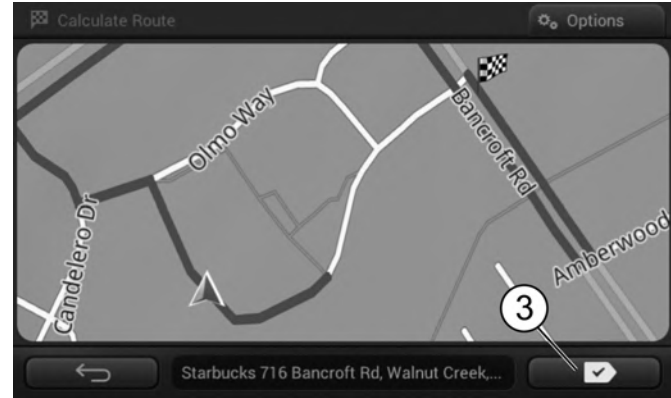 Calculate Route
Options
Olmo Way
Bancroft Rd
Candelero Dr
Amberwood
3
Starbucks 716 Bancroft Rd, Walnut Creek,...